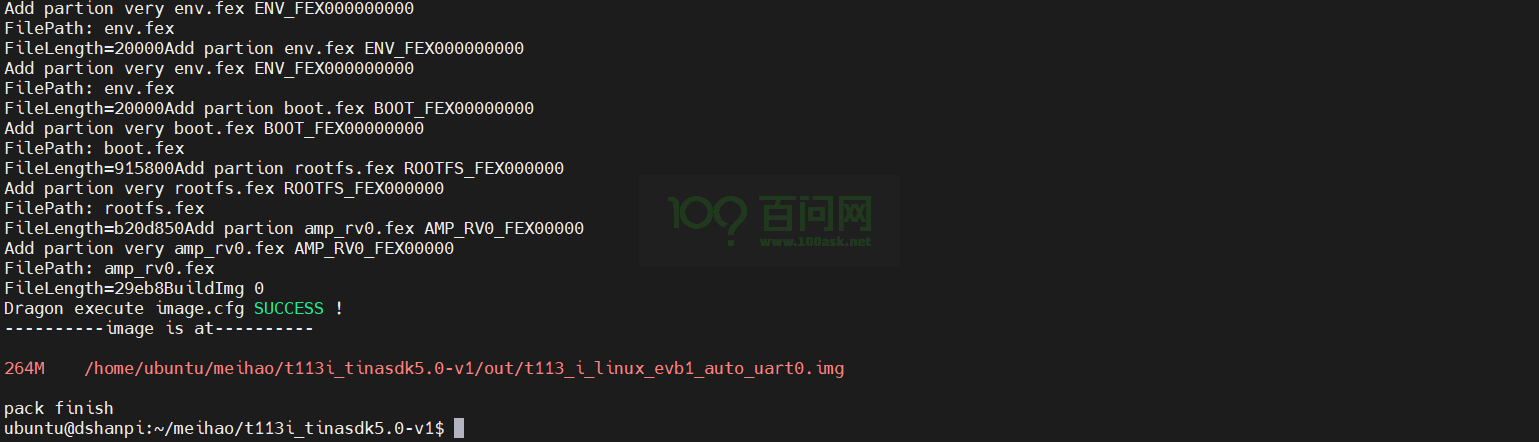 Add partion very env.fex ENV_FEX000000000
FilePath: env.fex
FileLength=20000Add partion env.fex ENV_FEX000000000
Add partion very env.fex ENV_FEX000000000
FilePath: env.fex
FileLength=20000Add partion boot.fex BOOT_FEX00000000
Add partion very boot.fex BOOT_FEX00000000
FilePath: boot.fex
FileLength=915800Add partion rootfs.fex ROOTFS_FEX000000
Add partion very rootfs.fex ROOTFS_FEX000000
FilePath: rootfs.fex
FileLength=b20d850Add partion amp_rv0.fex AMP_RV0_FEX00000
Add partion very amp_rv0.fex AMP_RV0_FEX00000
FilePath: amp_rv0.fex
FileLength=29eb8BuildImg 0
Dragon execute image.cfg SUCCESS !
----------image is at----------
264M    /home/ubuntu/meihao/t113i_tinasdk5.0-v1/out/t113_i_linux_evb1_auto_uart0.img
pack finish
ubuntu@dshanpi:~/meihao/t113i_tinasdk5.0-v1$
100 百问网
www.100ask.net